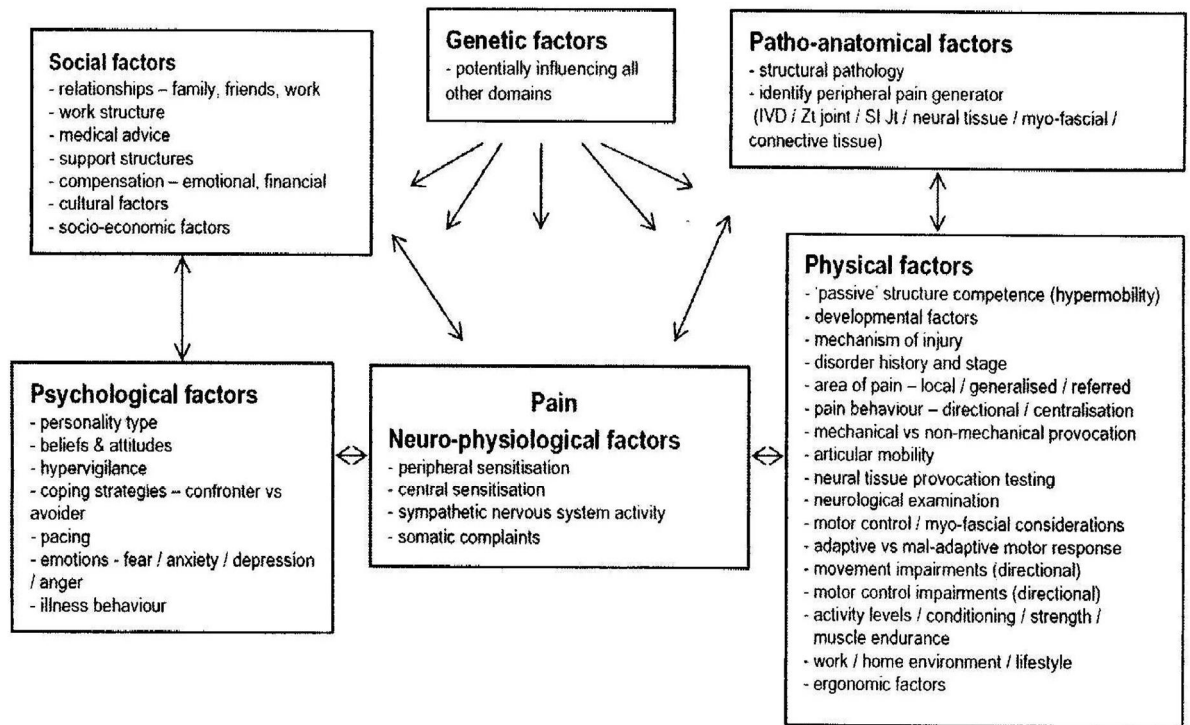 Social factors
- relationships – family, friends, work
- work structure
- medical advice
- support structures
- compensation – emotional, financial
- cultural factors
- socio-economic factors
Genetic factors
- potentially influencing all
other domains
Patho-anatomical factors
- structural pathology
- identify peripheral pain generator
(IVD / Zt joint / SI Jt / neural tissue / myo-fascial /
connective tissue)
Psychological factors
- personality type
- beliefs & attitudes
- hypervigilance
- coping strategies – confronter vs
avoider
- pacing
- emotions - fear / anxiety / depression
/ anger
- illness behaviour
Pain
Neuro-physiological factors
- peripheral sensitisation
- central sensitisation
- sympathetic nervous system activity
- somatic complaints
Physical factors
- 'passive' structure competence (hypermobility)
- developmental factors
- mechanism of injury
- disorder history and stage
- area of pain – local / generalised / referred
- pain behaviour – directional / centralisation
- mechanical vs non-mechanical provocation
- articular mobility
- neural tissue provocation testing
- neurological examination
- motor control / myo-fascial considerations
- adaptive vs mal-adaptive motor response
- movement impairments (directional)
- motor control impairments (directional)
- activity levels / conditioning / strength /
muscle endurance
- work / home environment / lifestyle
- ergonomic factors